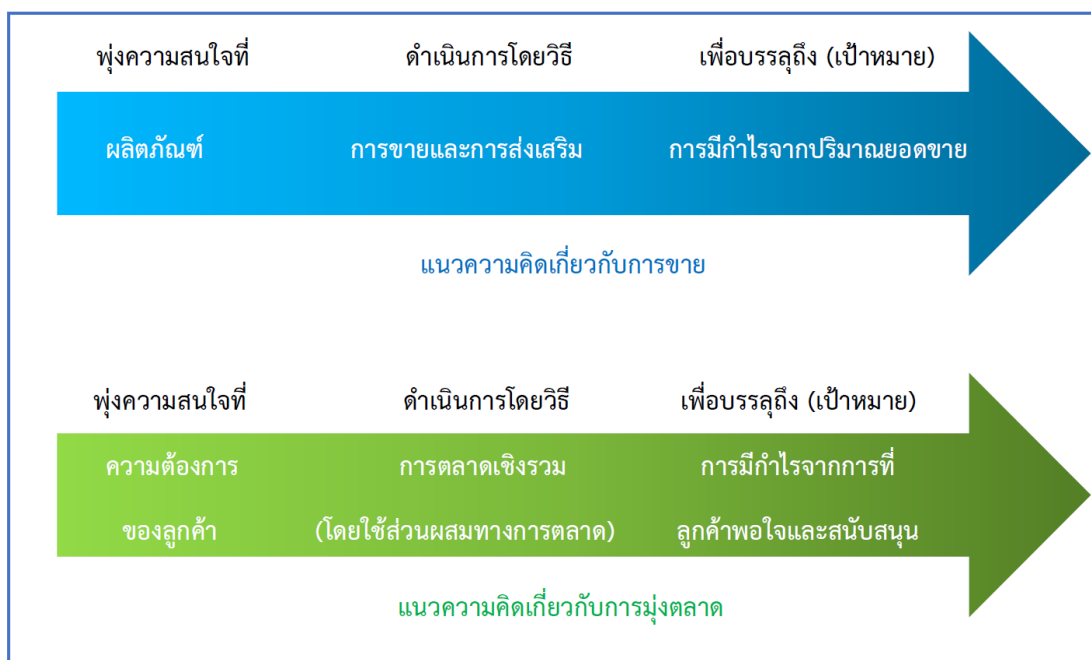 พุ่งความสนใจที่ ดำเนินการโดยวิธี เพื่อบรรลุถึง (เป้าหมาย)
ผลิตภัณฑ์ การขายและการส่งเสริม การมีกำไรจากปริมาณยอดขาย
แนวความคิดเกี่ยวกับการขาย
พุ่งความสนใจที่ ดำเนินการโดยวิธี เพื่อบรรลุถึง (เป้าหมาย)
ความต้องการ การตลาดเชิงรวม การมีกำไรจากการที่
ของลูกค้า (โดยใช้ส่วนผสมทางการตลาด) ลูกค้าพอใจและสนับสนุน
แนวความคิดเกี่ยวกับการมุ่งตลาด